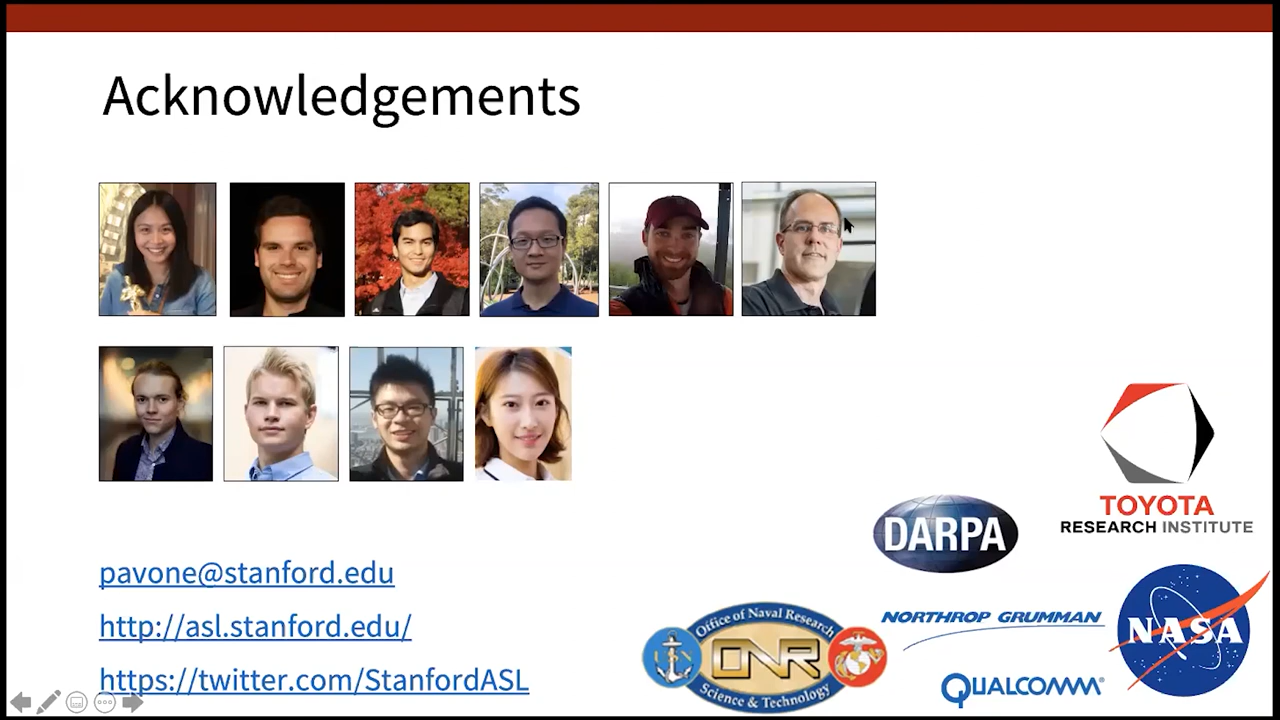 Acknowledgements
TOYOTA
RESEARCH INSTITUTE
DARPA
pavone@stanford.edu
http://asl.stanford.edu/
https://twitter.com/StanfordASL
Office of Naval Research
ONR
Science & Technology
NORTHROP GRUMMAN
NASA
QUALCOMM®